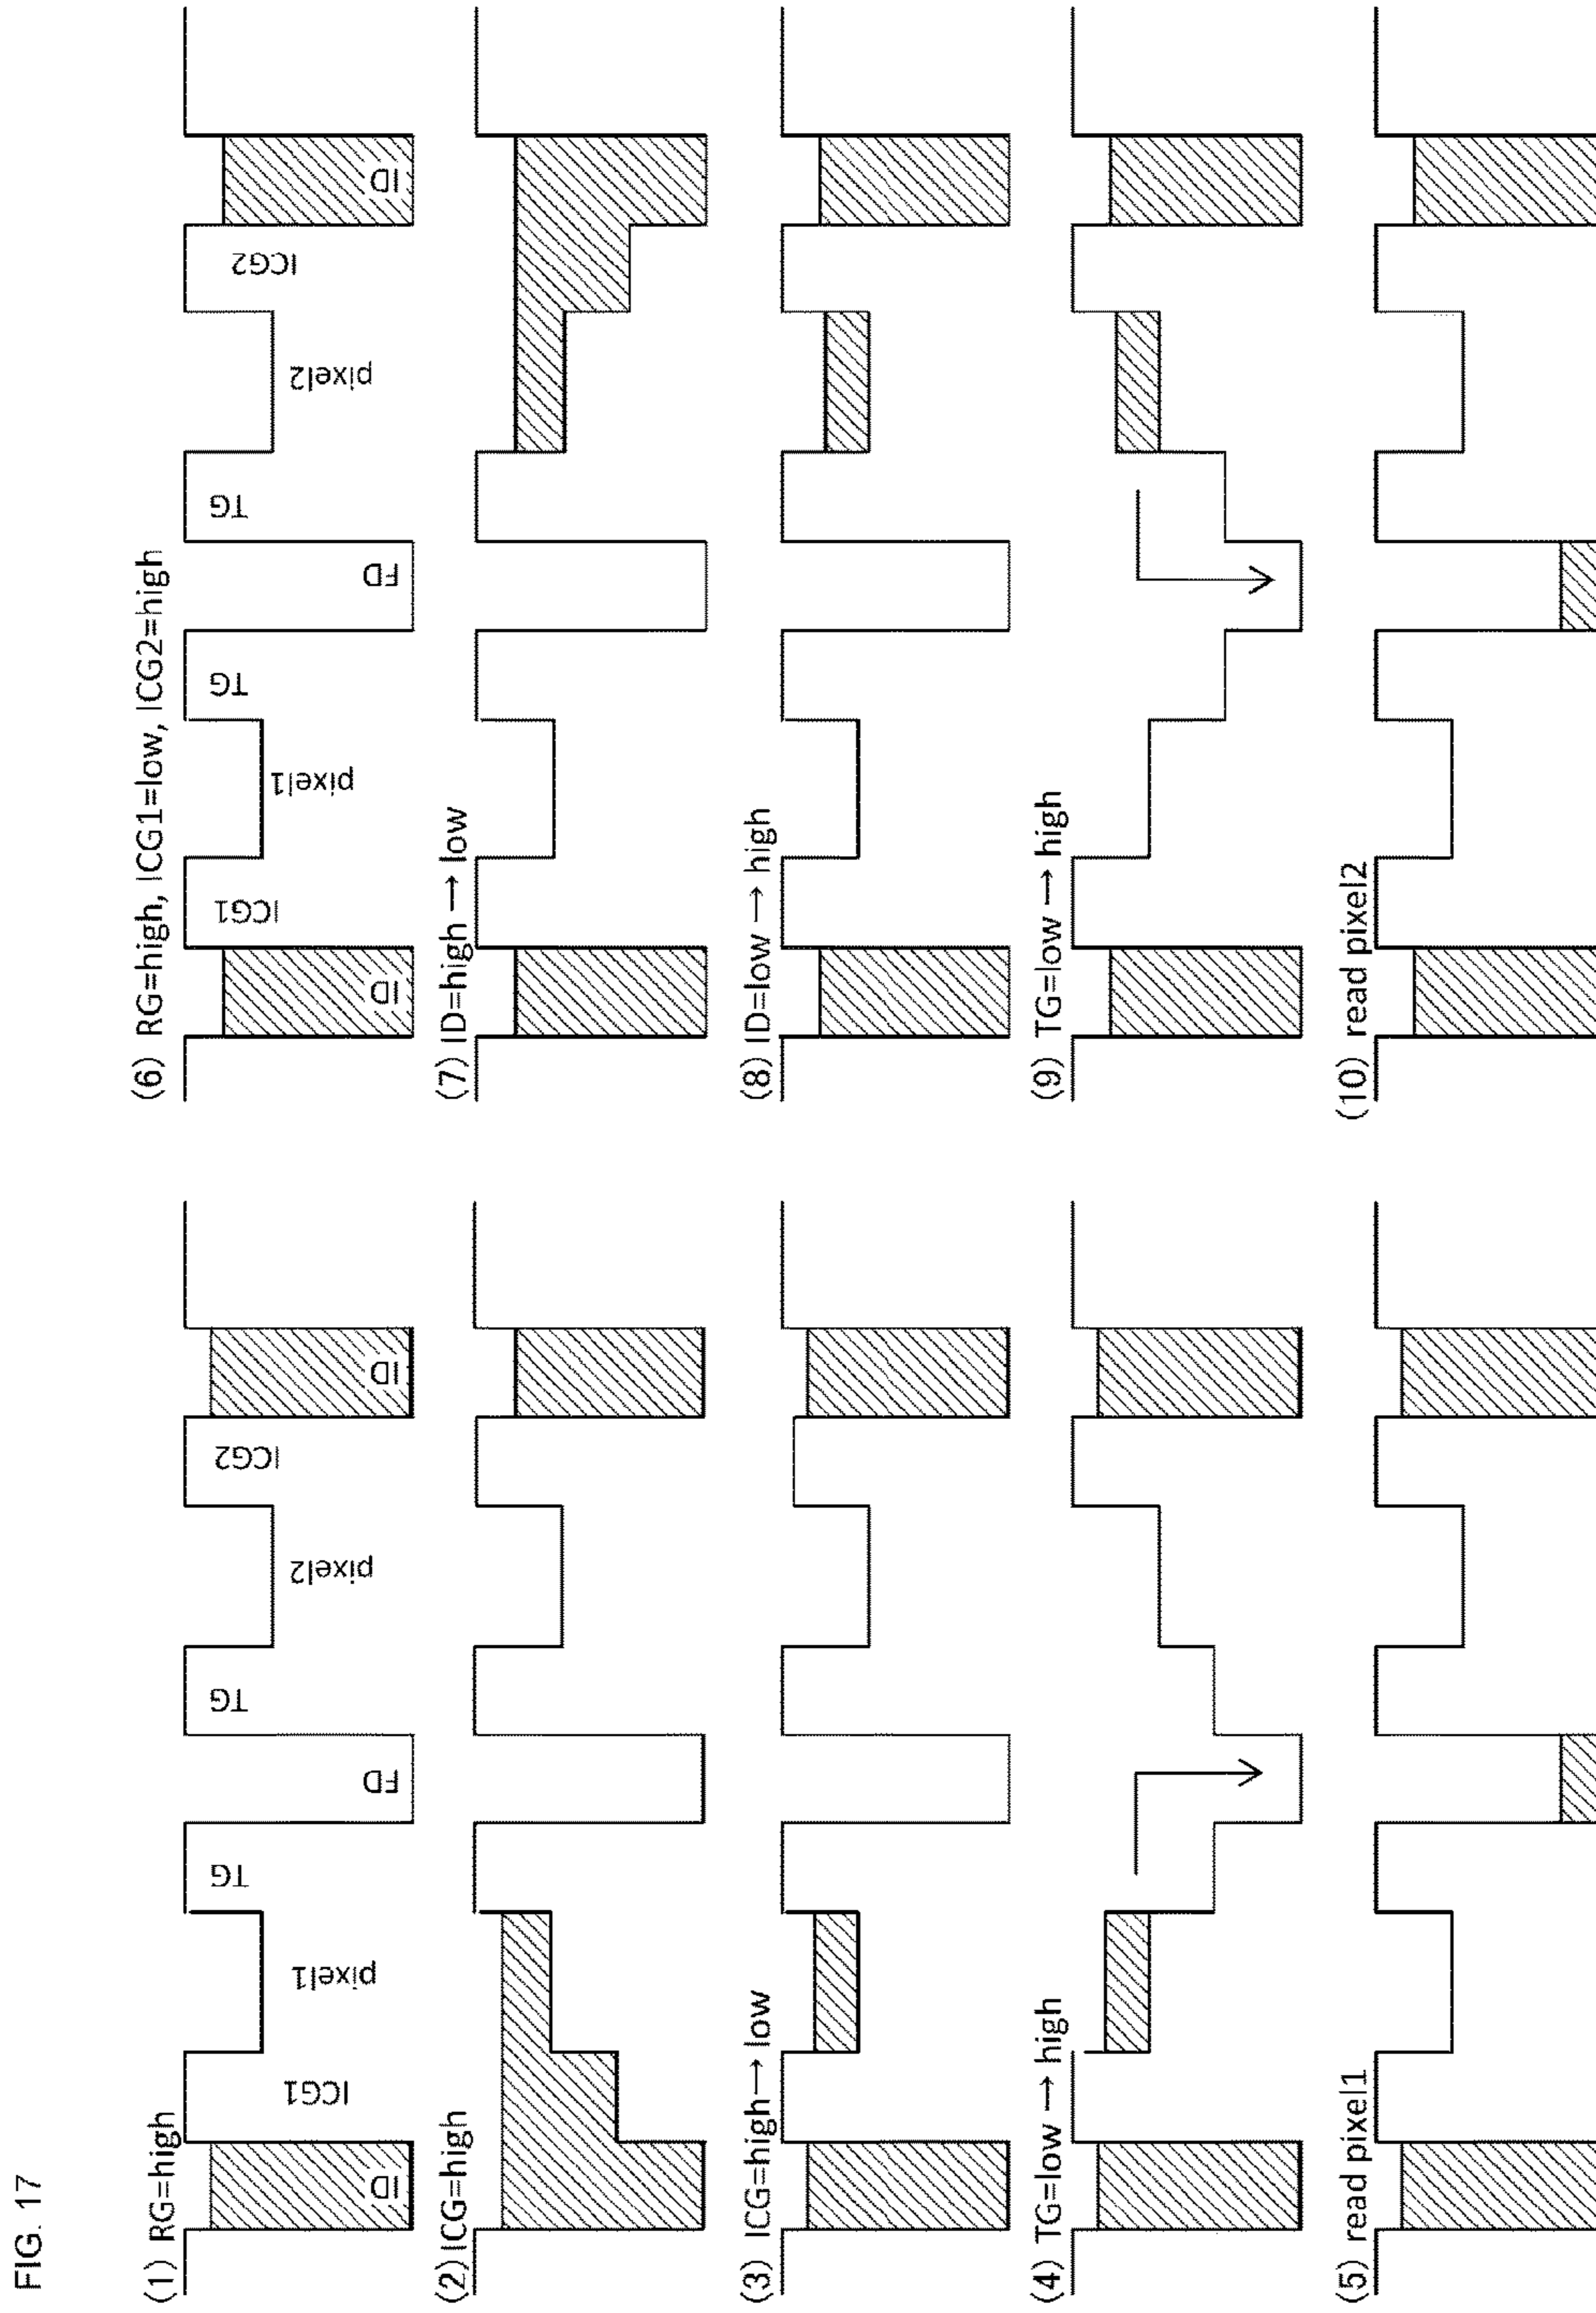 FIG. 17
(1) RG=high
ID
ICG1
pixel1
TG
FD
TG
pixel2
ICG2
ID
(2) ICG=high
(3) ICG=high → low
(4) TG=low → high
(5) read pixel1
(6) RG=high, ICG1=low, ICG2=high
ID
ICG1
pixel1
TG
FD
TG
pixel2
ICG2
ID
(7) ID=high → low
(8) ID=low → high
(9) TG=low → high
(10) read pixel2